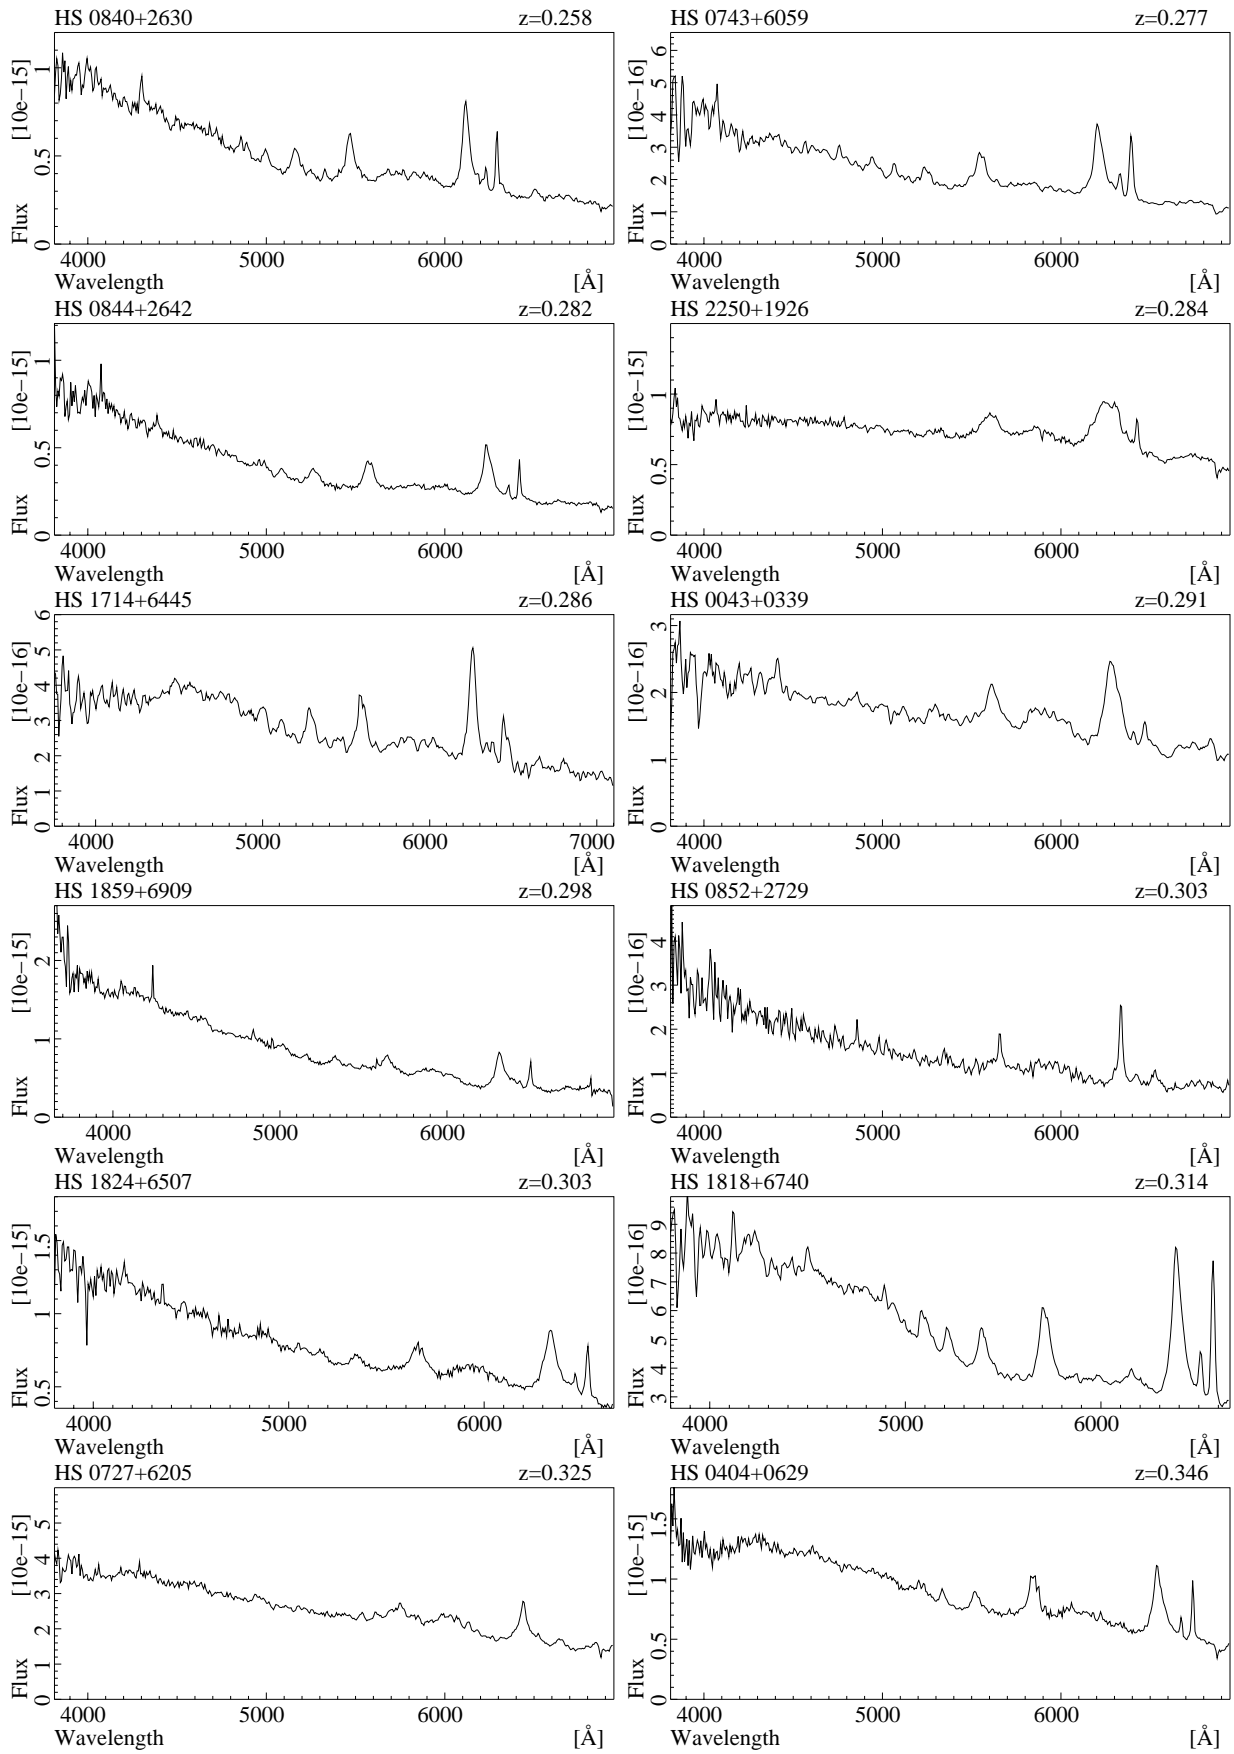 HS 0840+2630 z=0.258
Flux [10e−15]
0 0.5 1
4000 5000 6000
Wavelength [Å]
HS 0743+6059 z=0.277
Flux [10e−16]
0 1 2 3 4 5 6
4000 5000 6000
Wavelength [Å]
HS 0844+2642 z=0.282
Flux [10e−15]
0 0.5 1
4000 5000 6000
Wavelength [Å]
HS 2250+1926 z=0.284
Flux [10e−15]
0 0.5 1
4000 5000 6000
Wavelength [Å]
HS 1714+6445 z=0.286
Flux [10e−16]
0 1 2 3 4 5 6
4000 5000 6000 7000
Wavelength [Å]
HS 0043+0339 z=0.291
Flux [10e−16]
0 1 2 3
4000 5000 6000
Wavelength [Å]
HS 1859+6909 z=0.298
Flux [10e−15]
0 1 2
4000 5000 6000
Wavelength [Å]
HS 0852+2729 z=0.303
Flux [10e−16]
0 1 2 3 4
4000 5000 6000
Wavelength [Å]
HS 1824+6507 z=0.303
Flux [10e−15]
0.5 1 1.5
4000 5000 6000
Wavelength [Å]
HS 1818+6740 z=0.314
Flux [10e−16]
3 4 5 6 7 8 9
4000 5000 6000
Wavelength [Å]
HS 0727+6205 z=0.325
Flux [10e−15]
0 1 2 3 4 5
4000 5000 6000
Wavelength [Å]
HS 0404+0629 z=0.346
Flux [10e−15]
0 0.5 1 1.5
4000 5000 6000
Wavelength [Å]